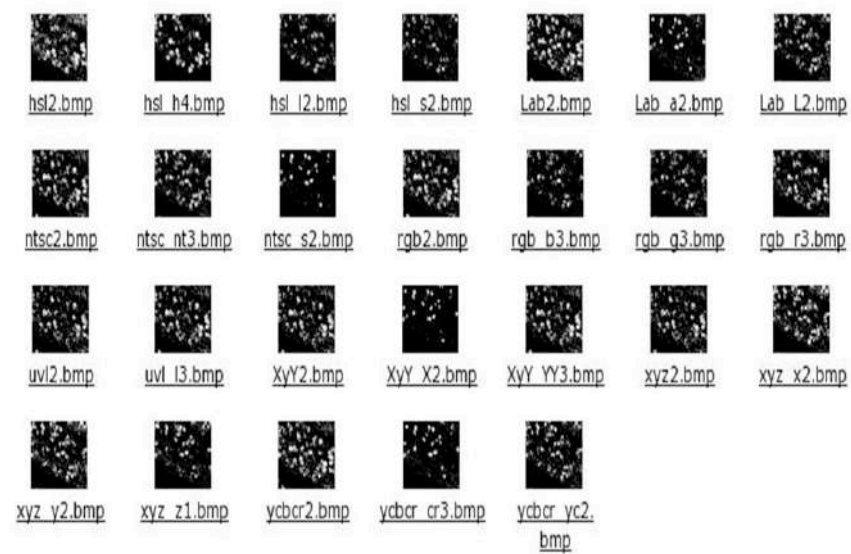 hsl2.bmp hsl_h4.bmp hsl_l2.bmp hsl_s2.bmp Lab2.bmp Lab_a2.bmp Lab_L2.bmp
ntsc2.bmp ntsc_nt3.bmp ntsc_s2.bmp rgb2.bmp rgb_b3.bmp rgb_g3.bmp rgb_r3.bmp
uvl2.bmp uvl_l3.bmp XyY2.bmp XyY_X2.bmp XyY_YY3.bmp xyz2.bmp xyz_x2.bmp
xyz_y2.bmp xyz_z1.bmp ycbcr2.bmp ycbcr_cr3.bmp ycbcr_yc2.
bmp